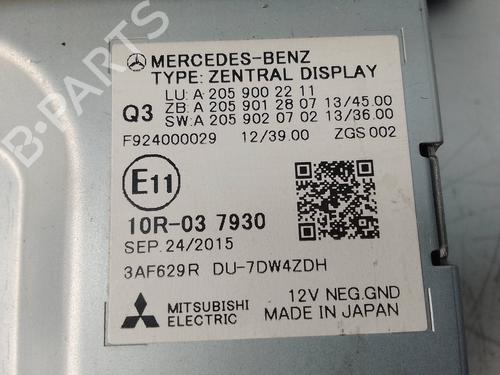 B-PARTS
MERCEDES-BENZ
TYPE: ZENTRAL DISPLAY
LU: A 205 900 22 11
Q3 ZB: A 205 901 28 07 13/45.00
SW: A 205 902 07 02 13/36.00
F924000029 12/39.00 ZGS 002
E11
10R-03 7930
SEP. 24/2015
3AF629R DU-7DW4ZDH
MITSUBISHI
ELECTRIC
12V NEG.GND
MADE IN JAPAN